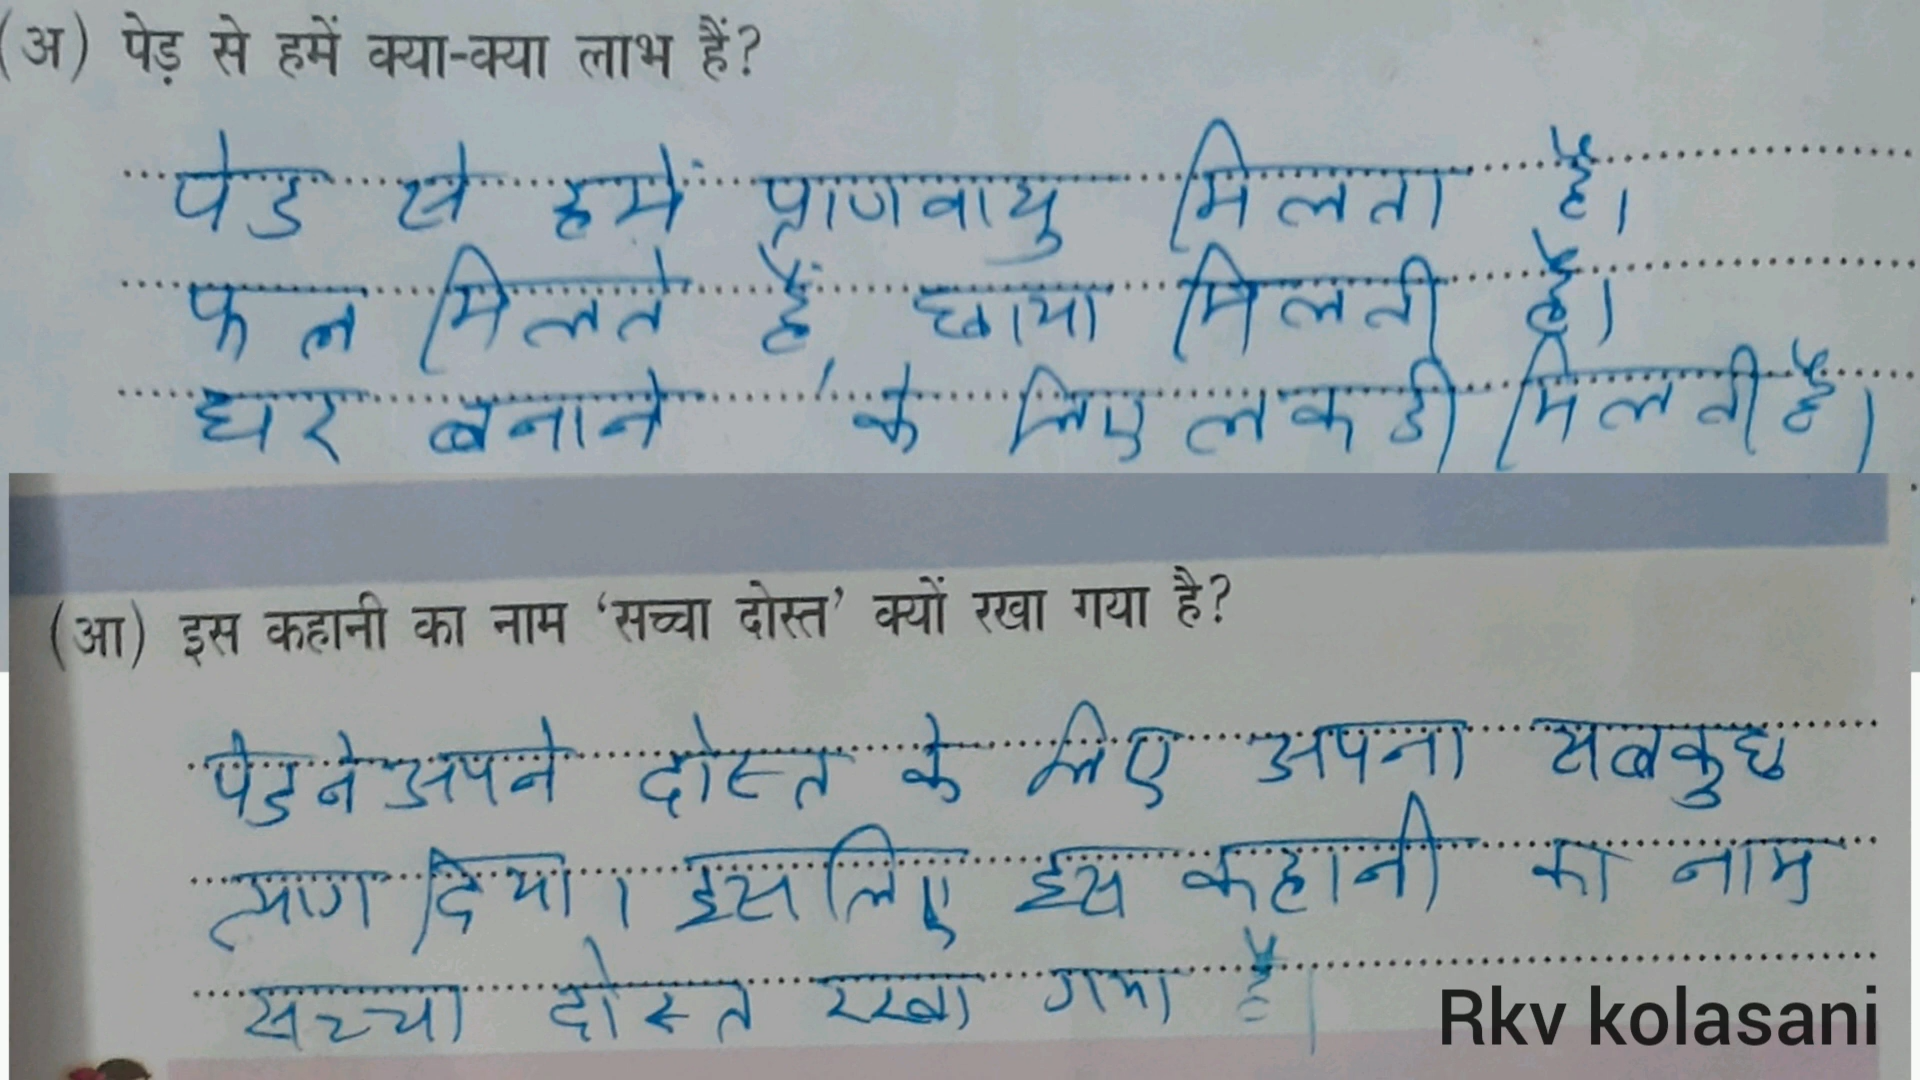 (अ) पेड़ से हमें क्या-क्या लाभ हैं?
पेड से हमें प्राणवायु मिलता है।
फल मिलते हैं, छाया मिलती है।
घर बनाने के लिए लकडी मिलती है।
(आ) इस कहानी का नाम ‘सच्चा दोस्त’ क्यों रखा गया है?
पेड ने अपने दोस्त के लिए अपना सबकुछ
त्याग दिया। इसलिए इस कहानी का नाम
सच्चा दोस्त रखा गया है।
Rkv kolasani